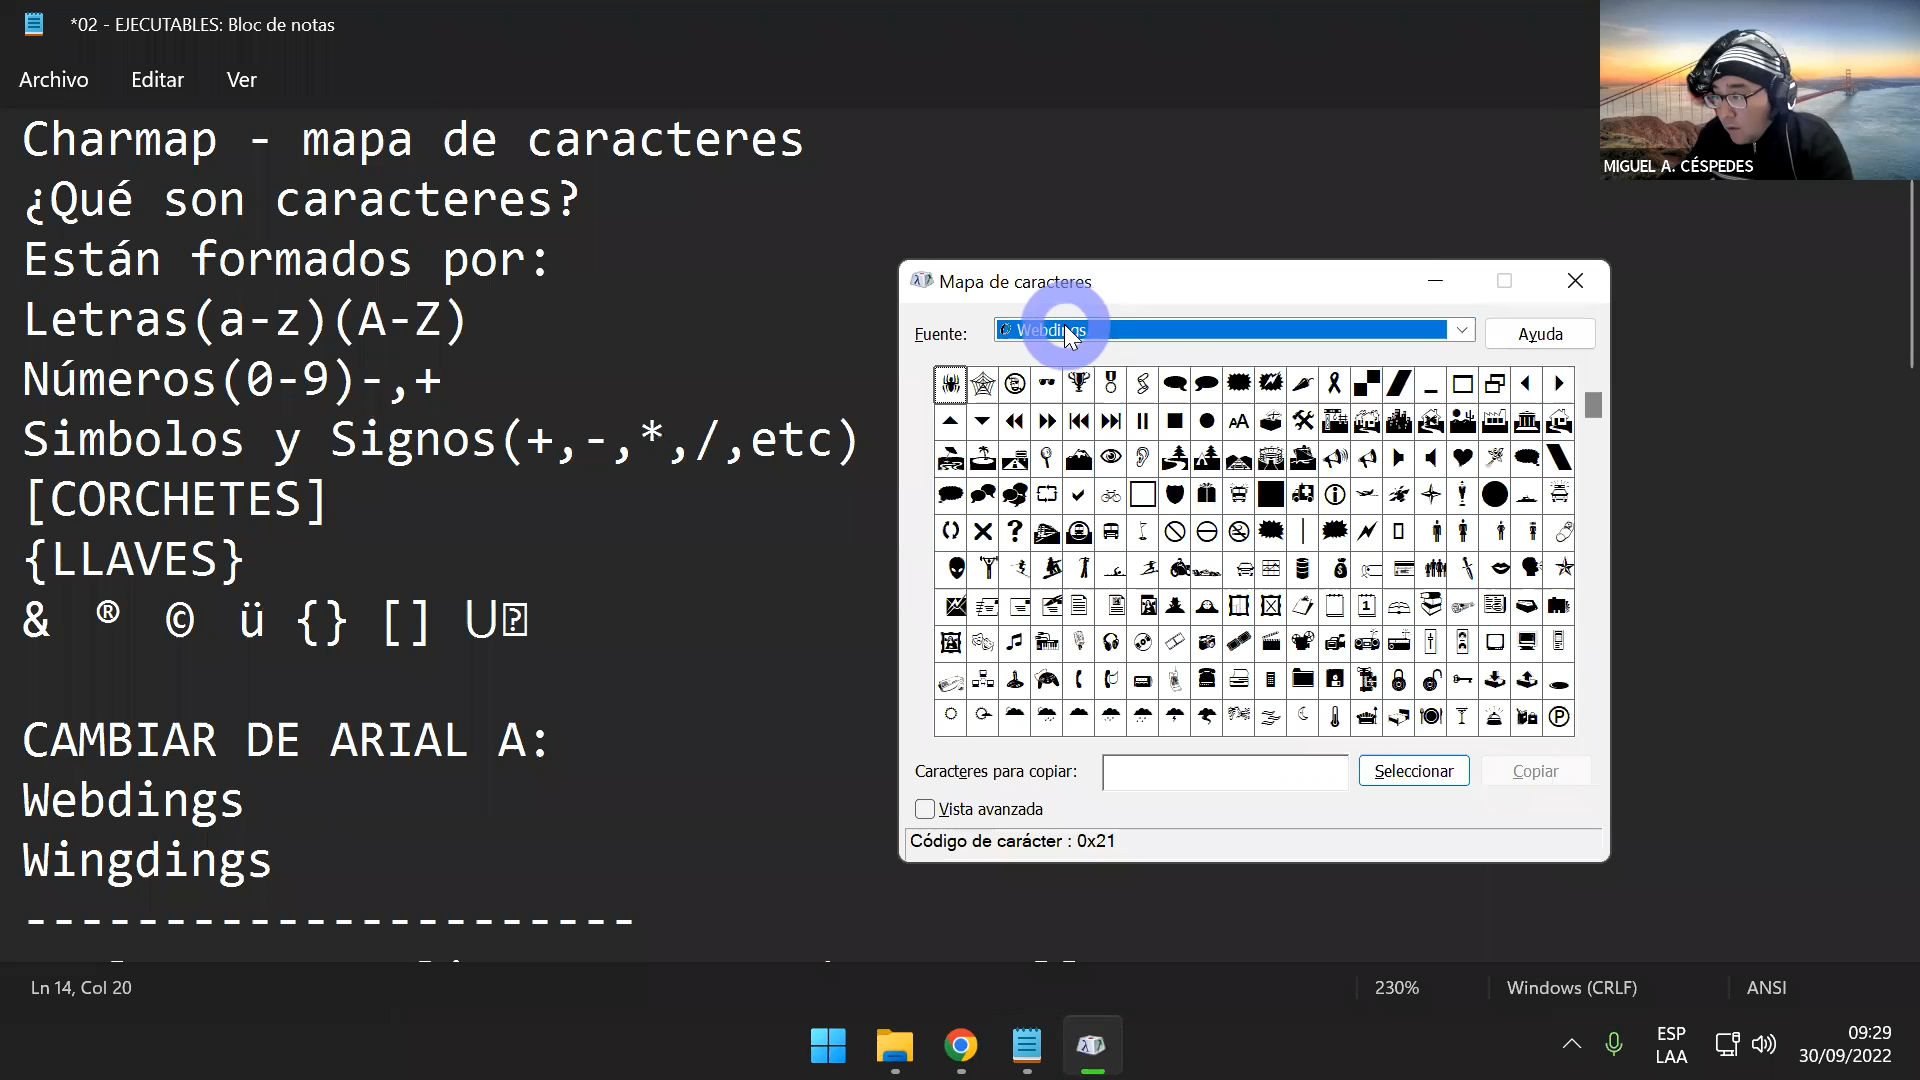 *02 - EJECUTABLES: Bloc de notas
Archivo Editar Ver
MIGUEL A. CÉSPEDES
Charmap - mapa de caracteres
¿Qué son caracteres?
Están formados por:
Letras(a-z)(A-Z)
Números(0-9)-,+
Simbolos y Signos(+,-,*,/,etc)
[CORCHETES]
{LLAVES}
& ® © ü {} [] U
CAMBIAR DE ARIAL A:
Webdings
Wingdings
----------------------
Mapa de caracteres
Fuente: Webdings Ayuda
Caracteres para copiar: Seleccionar Copiar
Vista avanzada
Código de carácter : 0x21
Ln 14, Col 20 230% Windows (CRLF) ANSI
ESP
LAA
09:29
30/09/2022